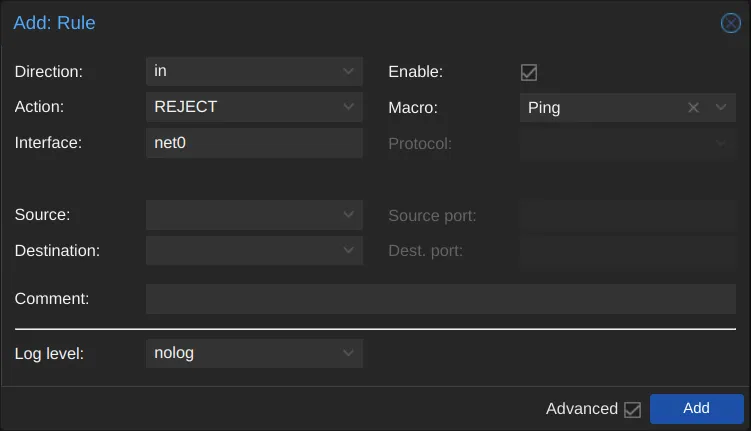 Add: Rule
Direction: in Enable:
Action: REJECT Macro: Ping
Interface: net0 Protocol:
Source: Source port:
Destination: Dest. port:
Comment:
Log level: nolog
Advanced Add